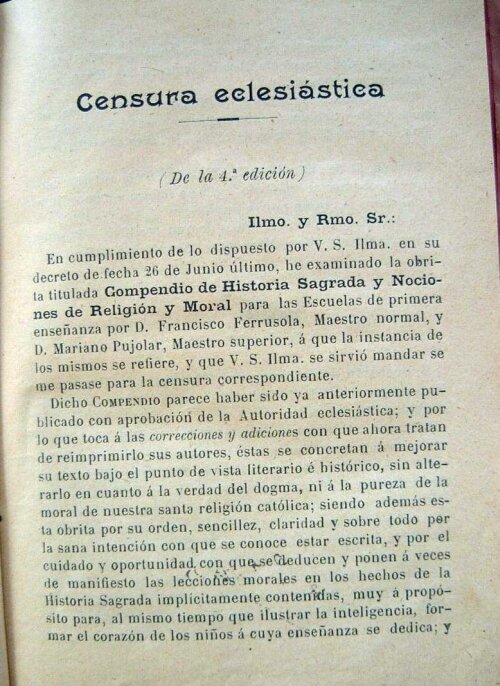 Censura eclesiástica
(De la 4.ª edición)
Ilmo. y Rmo. Sr.:
En cumplimiento de lo dispuesto por V. S. Ilma. en su
decreto de fecha 26 de Junio último, he examinado la obri-
ta titulada Compendio de Historia Sagrada y Nocio-
nes de Religión y Moral para las Escuelas de primera
enseñanza por D. Francisco Ferrusola, Maestro normal, y
D. Mariano Pujolar, Maestro superior, á que la instancia de
los mismos se refiere, y que V. S. Ilma. se sirvió mandar se
me pasase para la censura correspondiente.
Dicho COMPENDIO parece haber sido ya anteriormente pu-
blicado con aprobación de la Autoridad eclesiástica; y por
lo que toca á las correcciones y adiciones con que ahora tratan
de reimprimirlo sus autores, éstas se concretan á mejorar
su texto bajo el punto de vista literario é histórico, sin alte-
rarlo en cuanto á la verdad del dogma, ni á la pureza de la
moral de nuestra santa religión católica; siendo además es-
ta obrita por su orden, sencillez, claridad y sobre todo por
la sana intención con que se conoce estar escrita, y por el
cuidado y oportunidad con que se deducen y ponen á veces
de manifiesto las lecciones morales en los hechos de la
Historia Sagrada implícitamente contenidas, muy á propó-
sito para, al mismo tiempo que ilustrar la inteligencia, for-
mar el corazón de los niños á cuya enseñanza se dedica; y